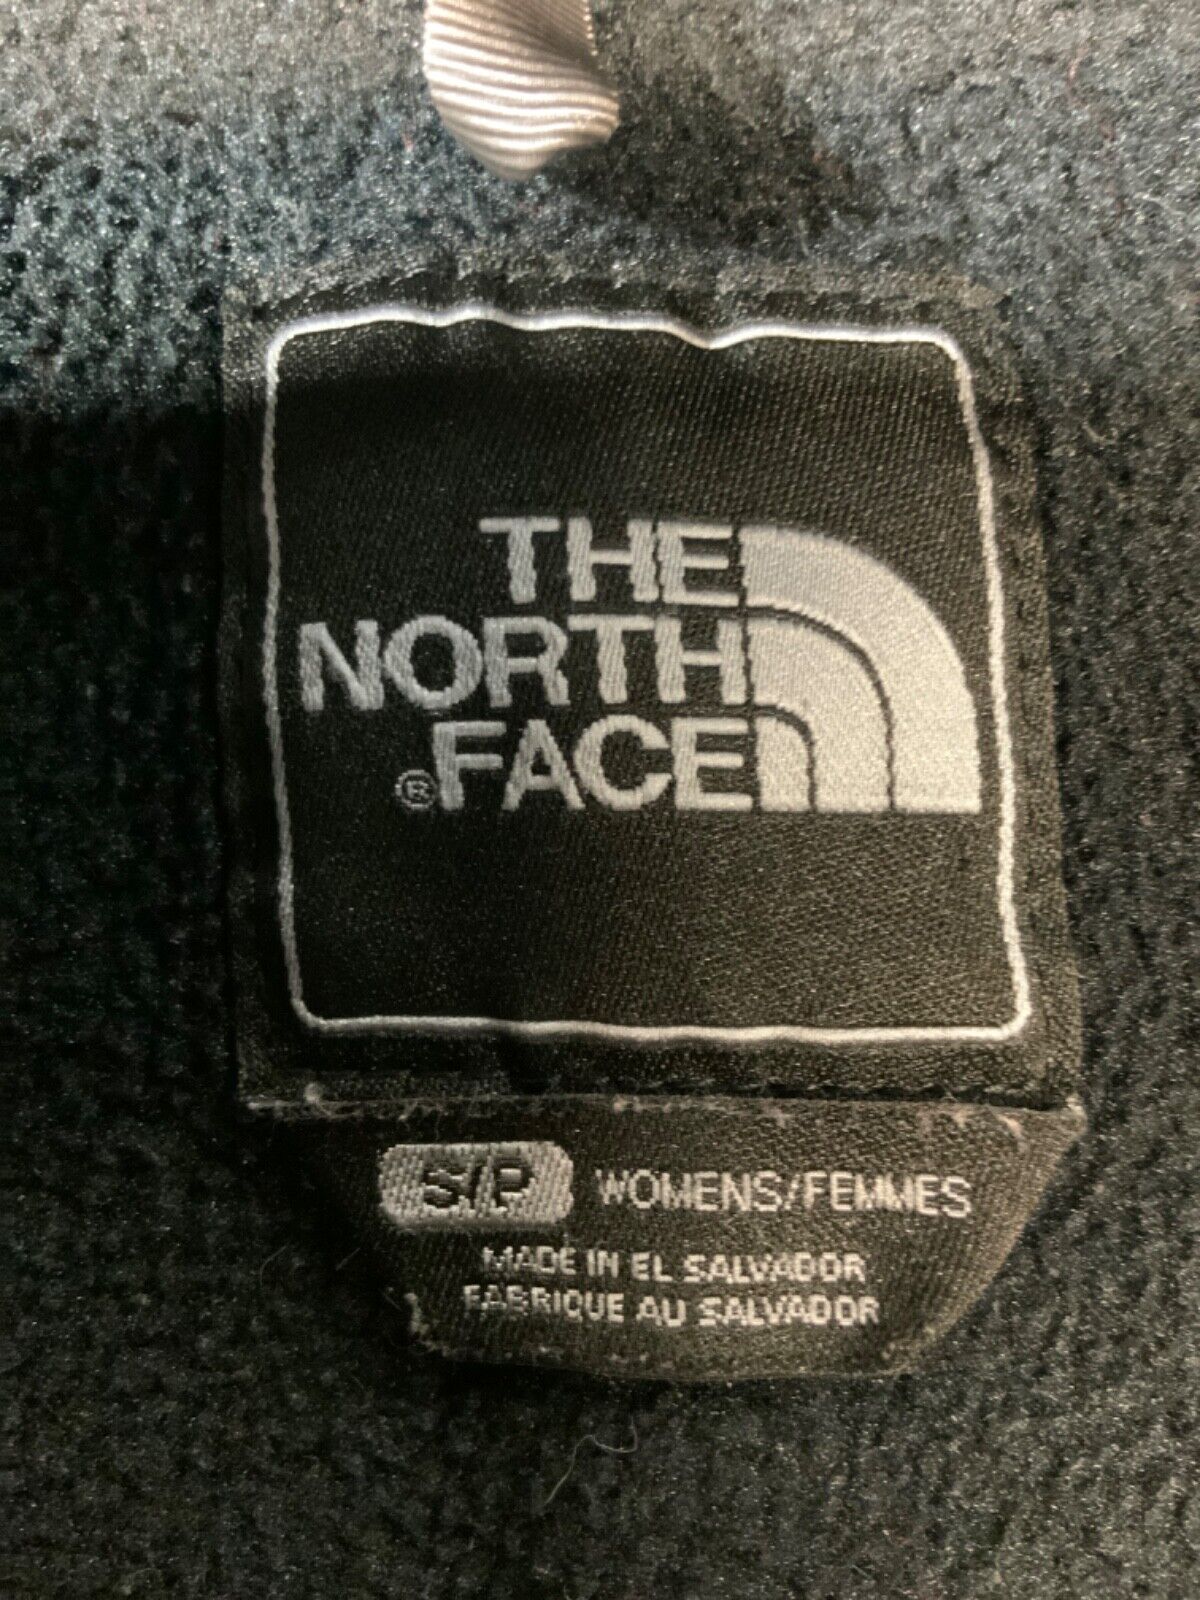 THE
NORTH
®FACE
S/P WOMENS/FEMMES
MADE IN EL SALVADOR
FABRIQUE AU SALVADOR